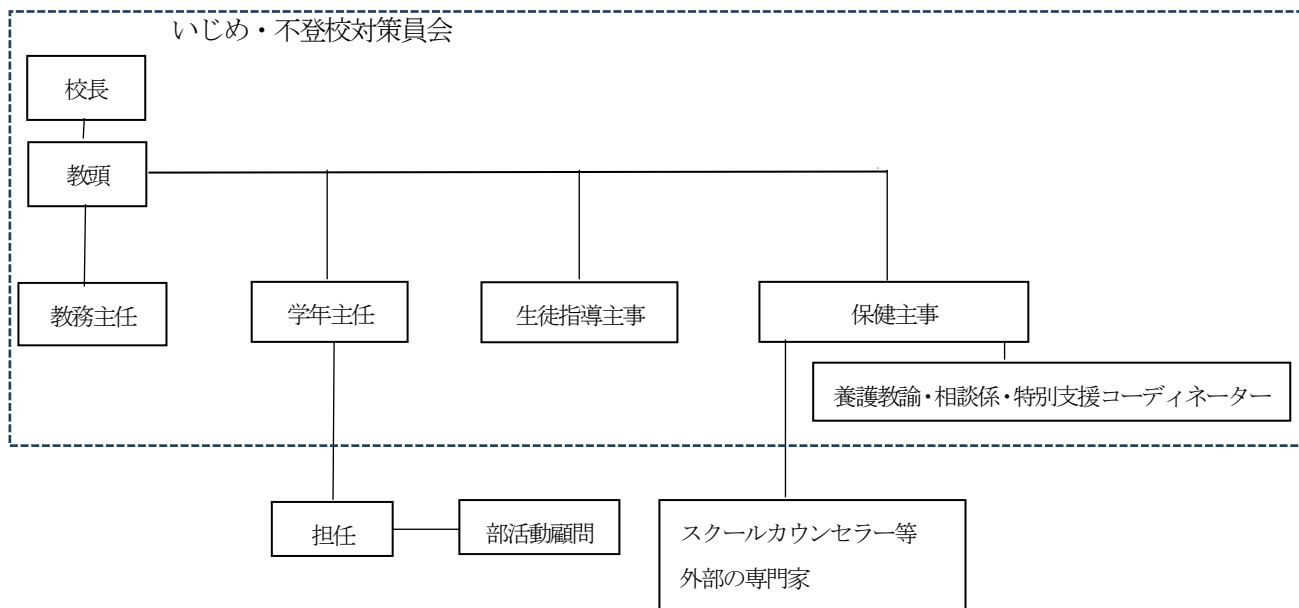 いじめ・不登校対策員会
校長
教頭
教務主任
学年主任
生徒指導主事
保健主事
養護教諭・相談係・特別支援コーディネーター
担任
部活動顧問
スクールカウンセラー等
外部の専門家